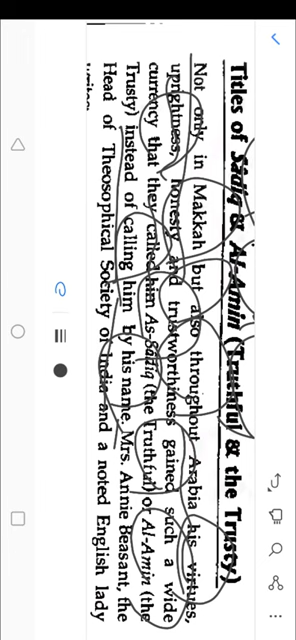 Titles of Sâdiq & Al-Amin (Truthful & the Trusty)
Not only in Makkah but also throughout Arabia his virtues,
uprightness, honesty and trustworthiness gained such a wide
currency that they called him As-Sâdiq (the Truthful) or Al-Amin (the
Trusty) instead of calling him by his name. Mrs. Annie Beasant, the
Head of Theosophical Society of India and a noted English lady